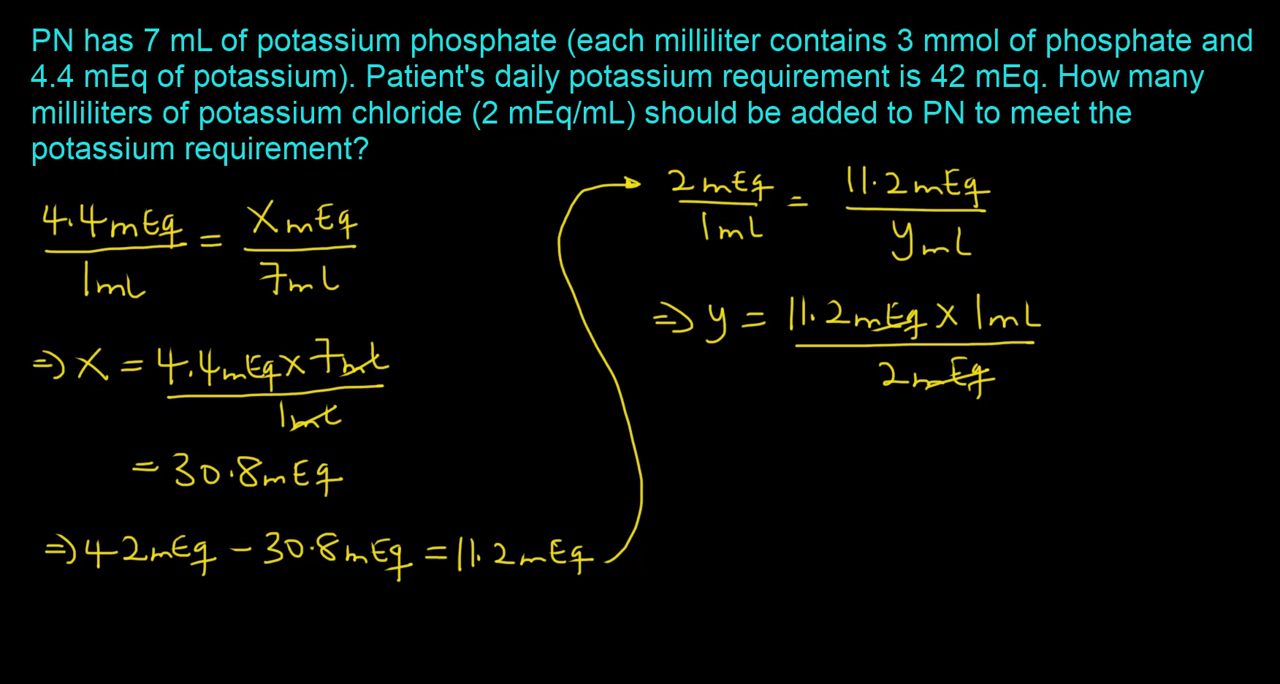 PN has 7 mL of potassium phosphate (each milliliter contains 3 mmol of phosphate and
4.4 mEq of potassium). Patient's daily potassium requirement is 42 mEq. How many
milliliters of potassium chloride (2 mEq/mL) should be added to PN to meet the
potassium requirement?
4.4mEq/1mL = XmEq/7mL
⇒ X = 4.4mEq x 7mL/1mL
= 30.8mEq
⇒ 42mEq - 30.8mEq = 11.2mEq
2mEq/1mL = 11.2mEq/ymL
⇒ y = 11.2mEq x 1mL/2mEq